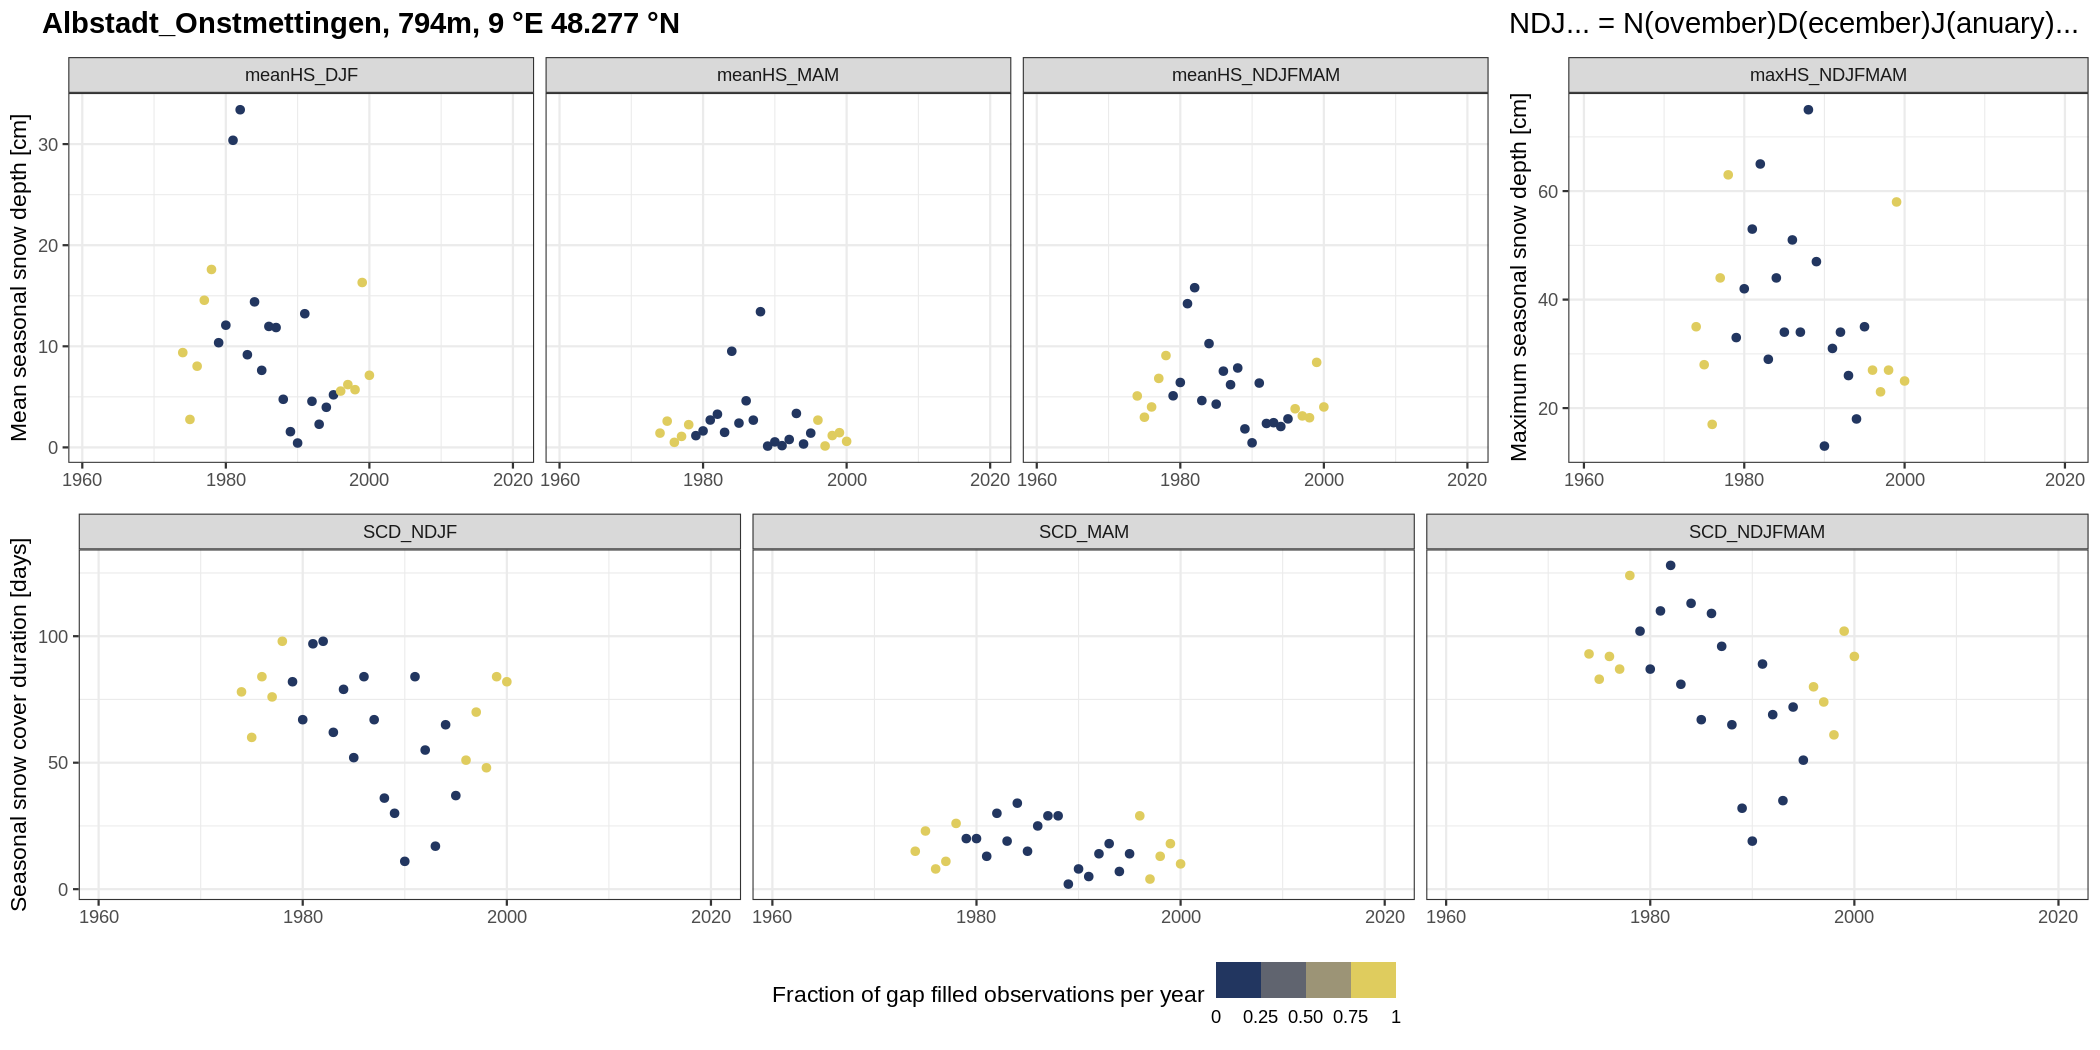 Albstadt_Onstmettingen, 794m, 9 °E 48.277 °N
NDJ... = N(ovember)D(ecember)J(anuary)...
meanHS_DJF
meanHS_MAM
meanHS_NDJFMAM
maxHS_NDJFMAM
Mean seasonal snow depth [cm]
30
20
10
0
1960 1980 2000 2020
1960 1980 2000 2020
1960 1980 2000 2020
Maximum seasonal snow depth [cm]
60
40
20
1960 1980 2000 2020
SCD_NDJF
SCD_MAM
SCD_NDJFMAM
Seasonal snow cover duration [days]
100
50
0
1960 1980 2000 2020
1960 1980 2000 2020
1960 1980 2000 2020
Fraction of gap filled observations per year
0 0.25 0.50 0.75 1